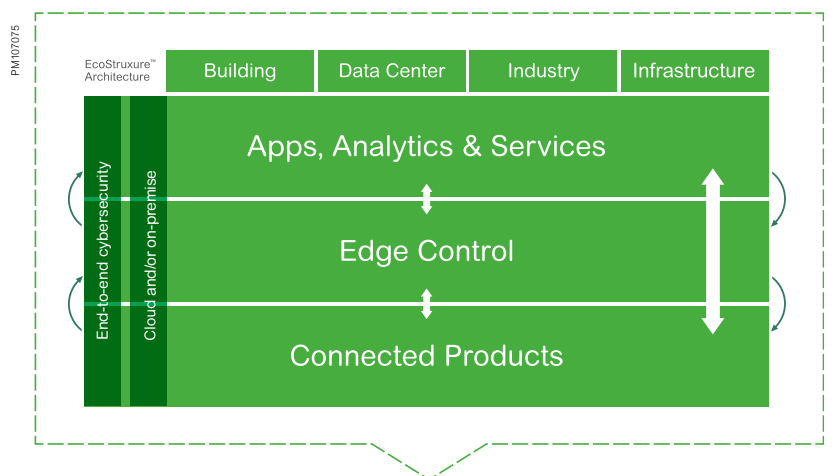 PM107075
EcoStruxure™
Architecture
Building
Data Center
Industry
Infrastructure
End-to-end cybersecurity
Cloud and/or on-premise
Apps, Analytics & Services
Edge Control
Connected Products